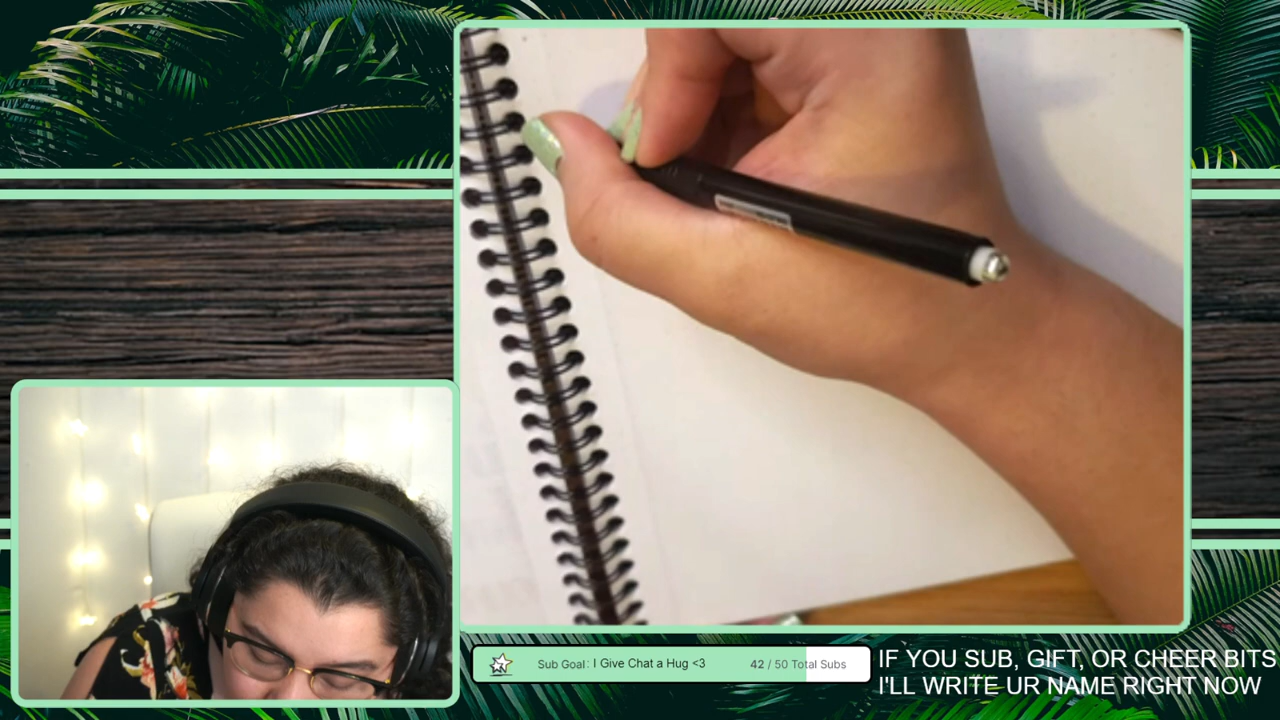 Sub Goal: I Give Chat a Hug <3 42 / 50 Total Subs
IF YOU SUB, GIFT, OR CHEER BITS
I'LL WRITE UR NAME RIGHT NOW